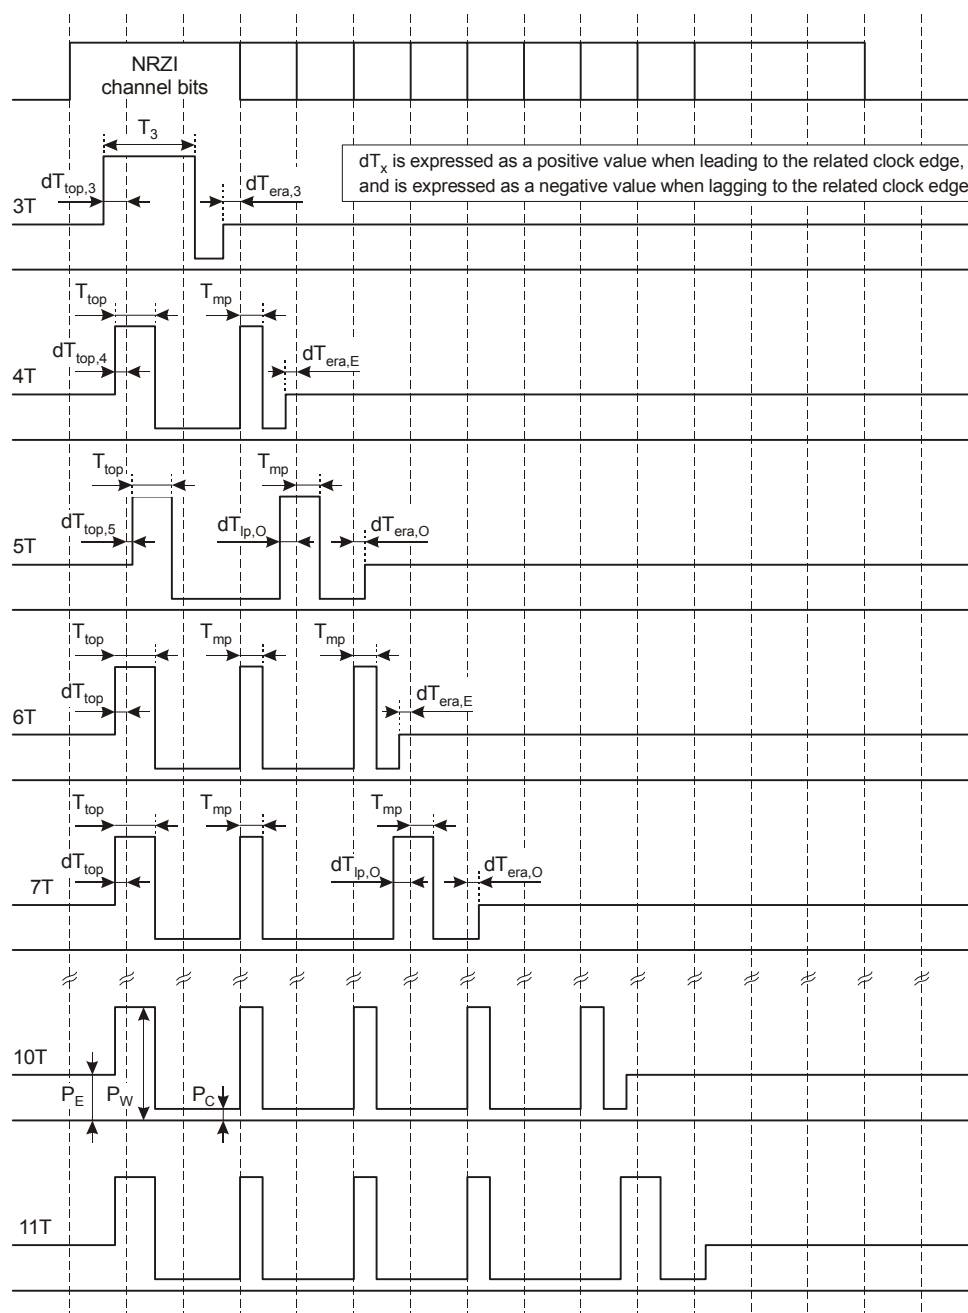 NRZI
channel bits
T3
dTx is expressed as a positive value when leading to the related clock edge,
and is expressed as a negative value when lagging to the related clock edge
dTtop,3
dTera,3
3T
Ttop
Tmp
dTtop,4
dTera,E
4T
Ttop
Tmp
dTtop,5
dTlp,O
dTera,O
5T
Ttop
Tmp
Tmp
dTtop
dTera,E
6T
Ttop
Tmp
Tmp
dTtop
dTlp,O
dTera,O
7T
10T
PE
PW
PC
11T